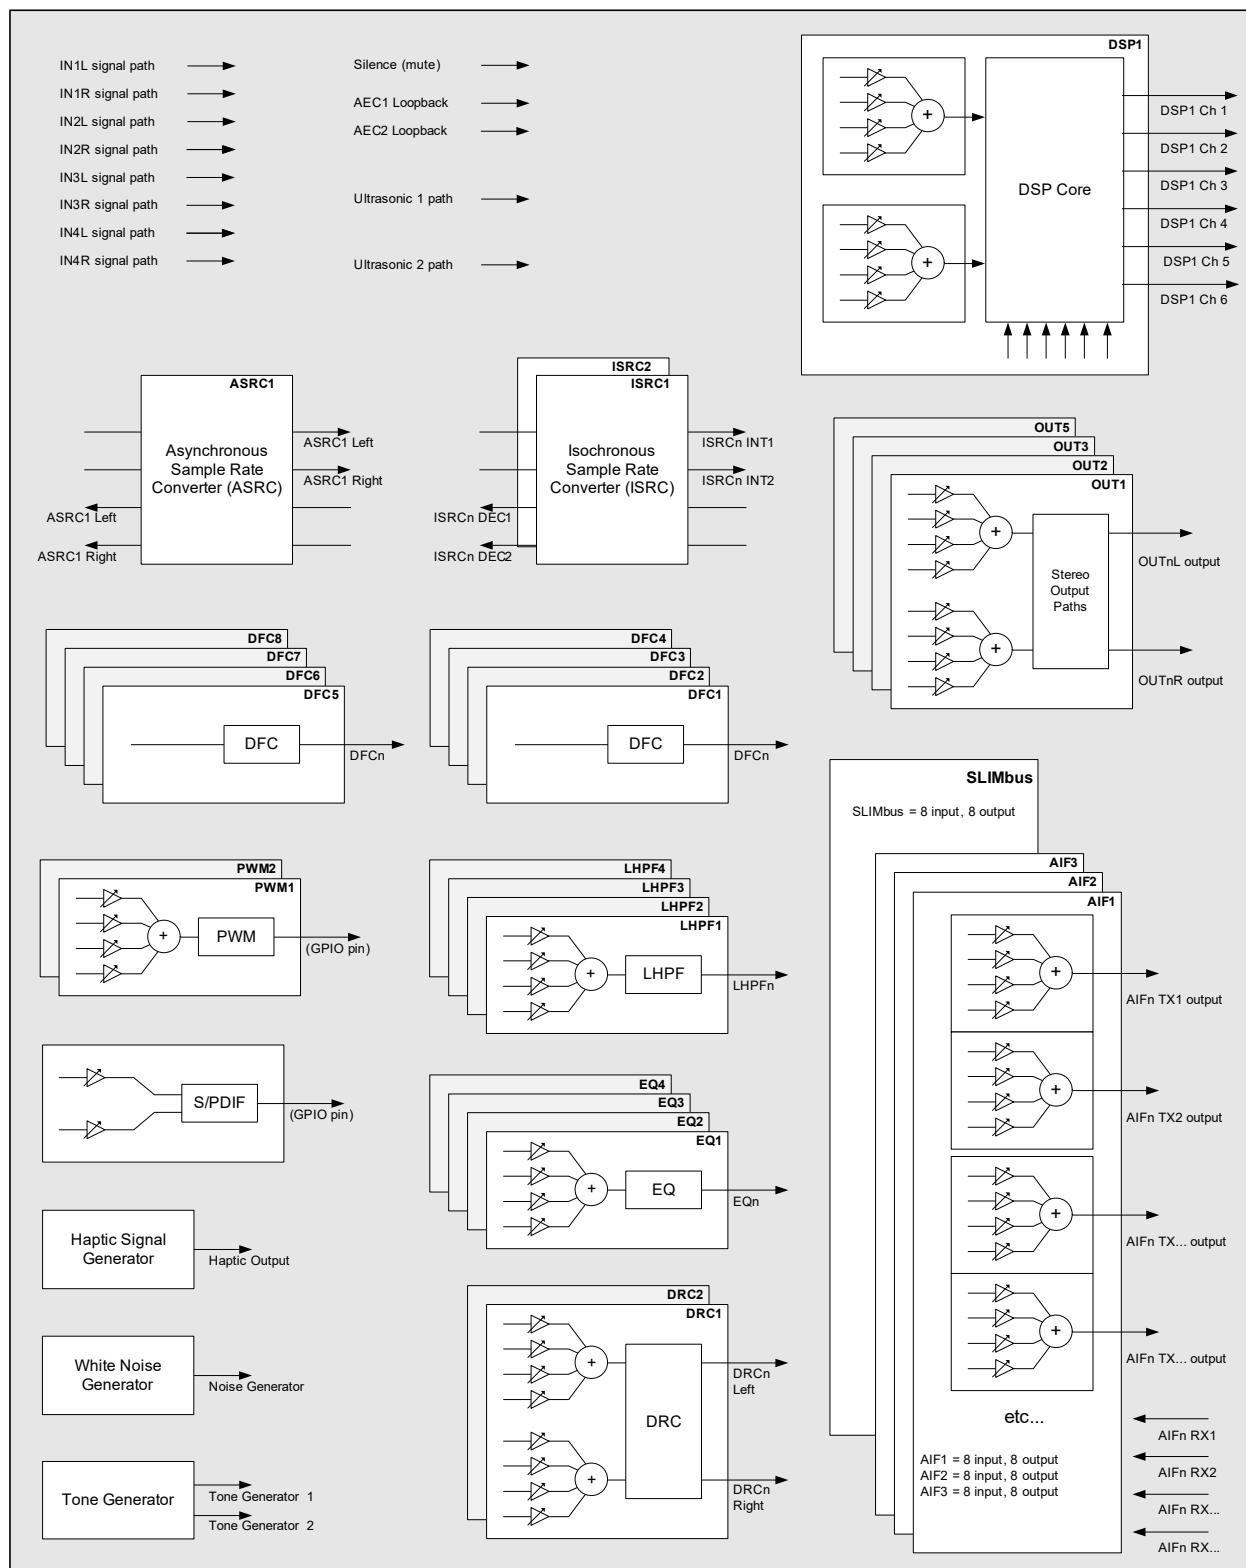 IN1L signal path
IN1R signal path
IN2L signal path
IN2R signal path
IN3L signal path
IN3R signal path
IN4L signal path
IN4R signal path
Silence (mute)
AEC1 Loopback
AEC2 Loopback
Ultrasonic 1 path
Ultrasonic 2 path
DSP1
+
+
DSP Core
DSP1 Ch 1
DSP1 Ch 2
DSP1 Ch 3
DSP1 Ch 4
DSP1 Ch 5
DSP1 Ch 6
ASRC1
Asynchronous
Sample Rate
Converter (ASRC)
ASRC1 Left
ASRC1 Right
ASRC1 Left
ASRC1 Right
ISRC2
ISRC1
Isochronous
Sample Rate
Converter (ISRC)
ISRCn INT1
ISRCn INT2
ISRCn DEC1
ISRCn DEC2
OUT5
OUT3
OUT2
OUT1
+
+
Stereo
Output
Paths
OUTnL output
OUTnR output
DFC8
DFC7
DFC6
DFC5
DFC
DFCn
DFC4
DFC3
DFC2
DFC1
DFC
DFCn
SLIMbus
SLIMbus = 8 input, 8 output
AIF3
AIF2
AIF1
+
AIFn TX1 output
+
AIFn TX2 output
+
AIFn TX... output
+
AIFn TX... output
etc...
AIF1 = 8 input, 8 output
AIF2 = 8 input, 8 output
AIF3 = 8 input, 8 output
AIFn RX1
AIFn RX2
AIFn RX...
AIFn RX...
PWM2
PWM1
+
PWM
(GPIO pin)
LHPF4
LHPF3
LHPF2
LHPF1
+
LHPF
LHPFn
S/PDIF
(GPIO pin)
EQ4
EQ3
EQ2
EQ1
+
EQ
EQn
Haptic Signal
Generator
Haptic Output
White Noise
Generator
Noise Generator
Tone Generator
Tone Generator 1
Tone Generator 2
DRC2
DRC1
+
+
DRC
DRCn
Left
DRCn
Right